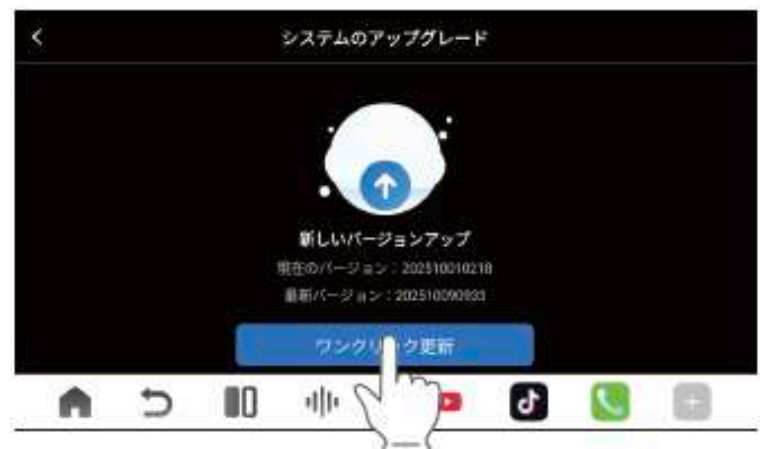 システムのアップグレード
新しいバージョンアップ
現在のバージョン：202510010218
最新バージョン：202510090933
ワンクリック更新